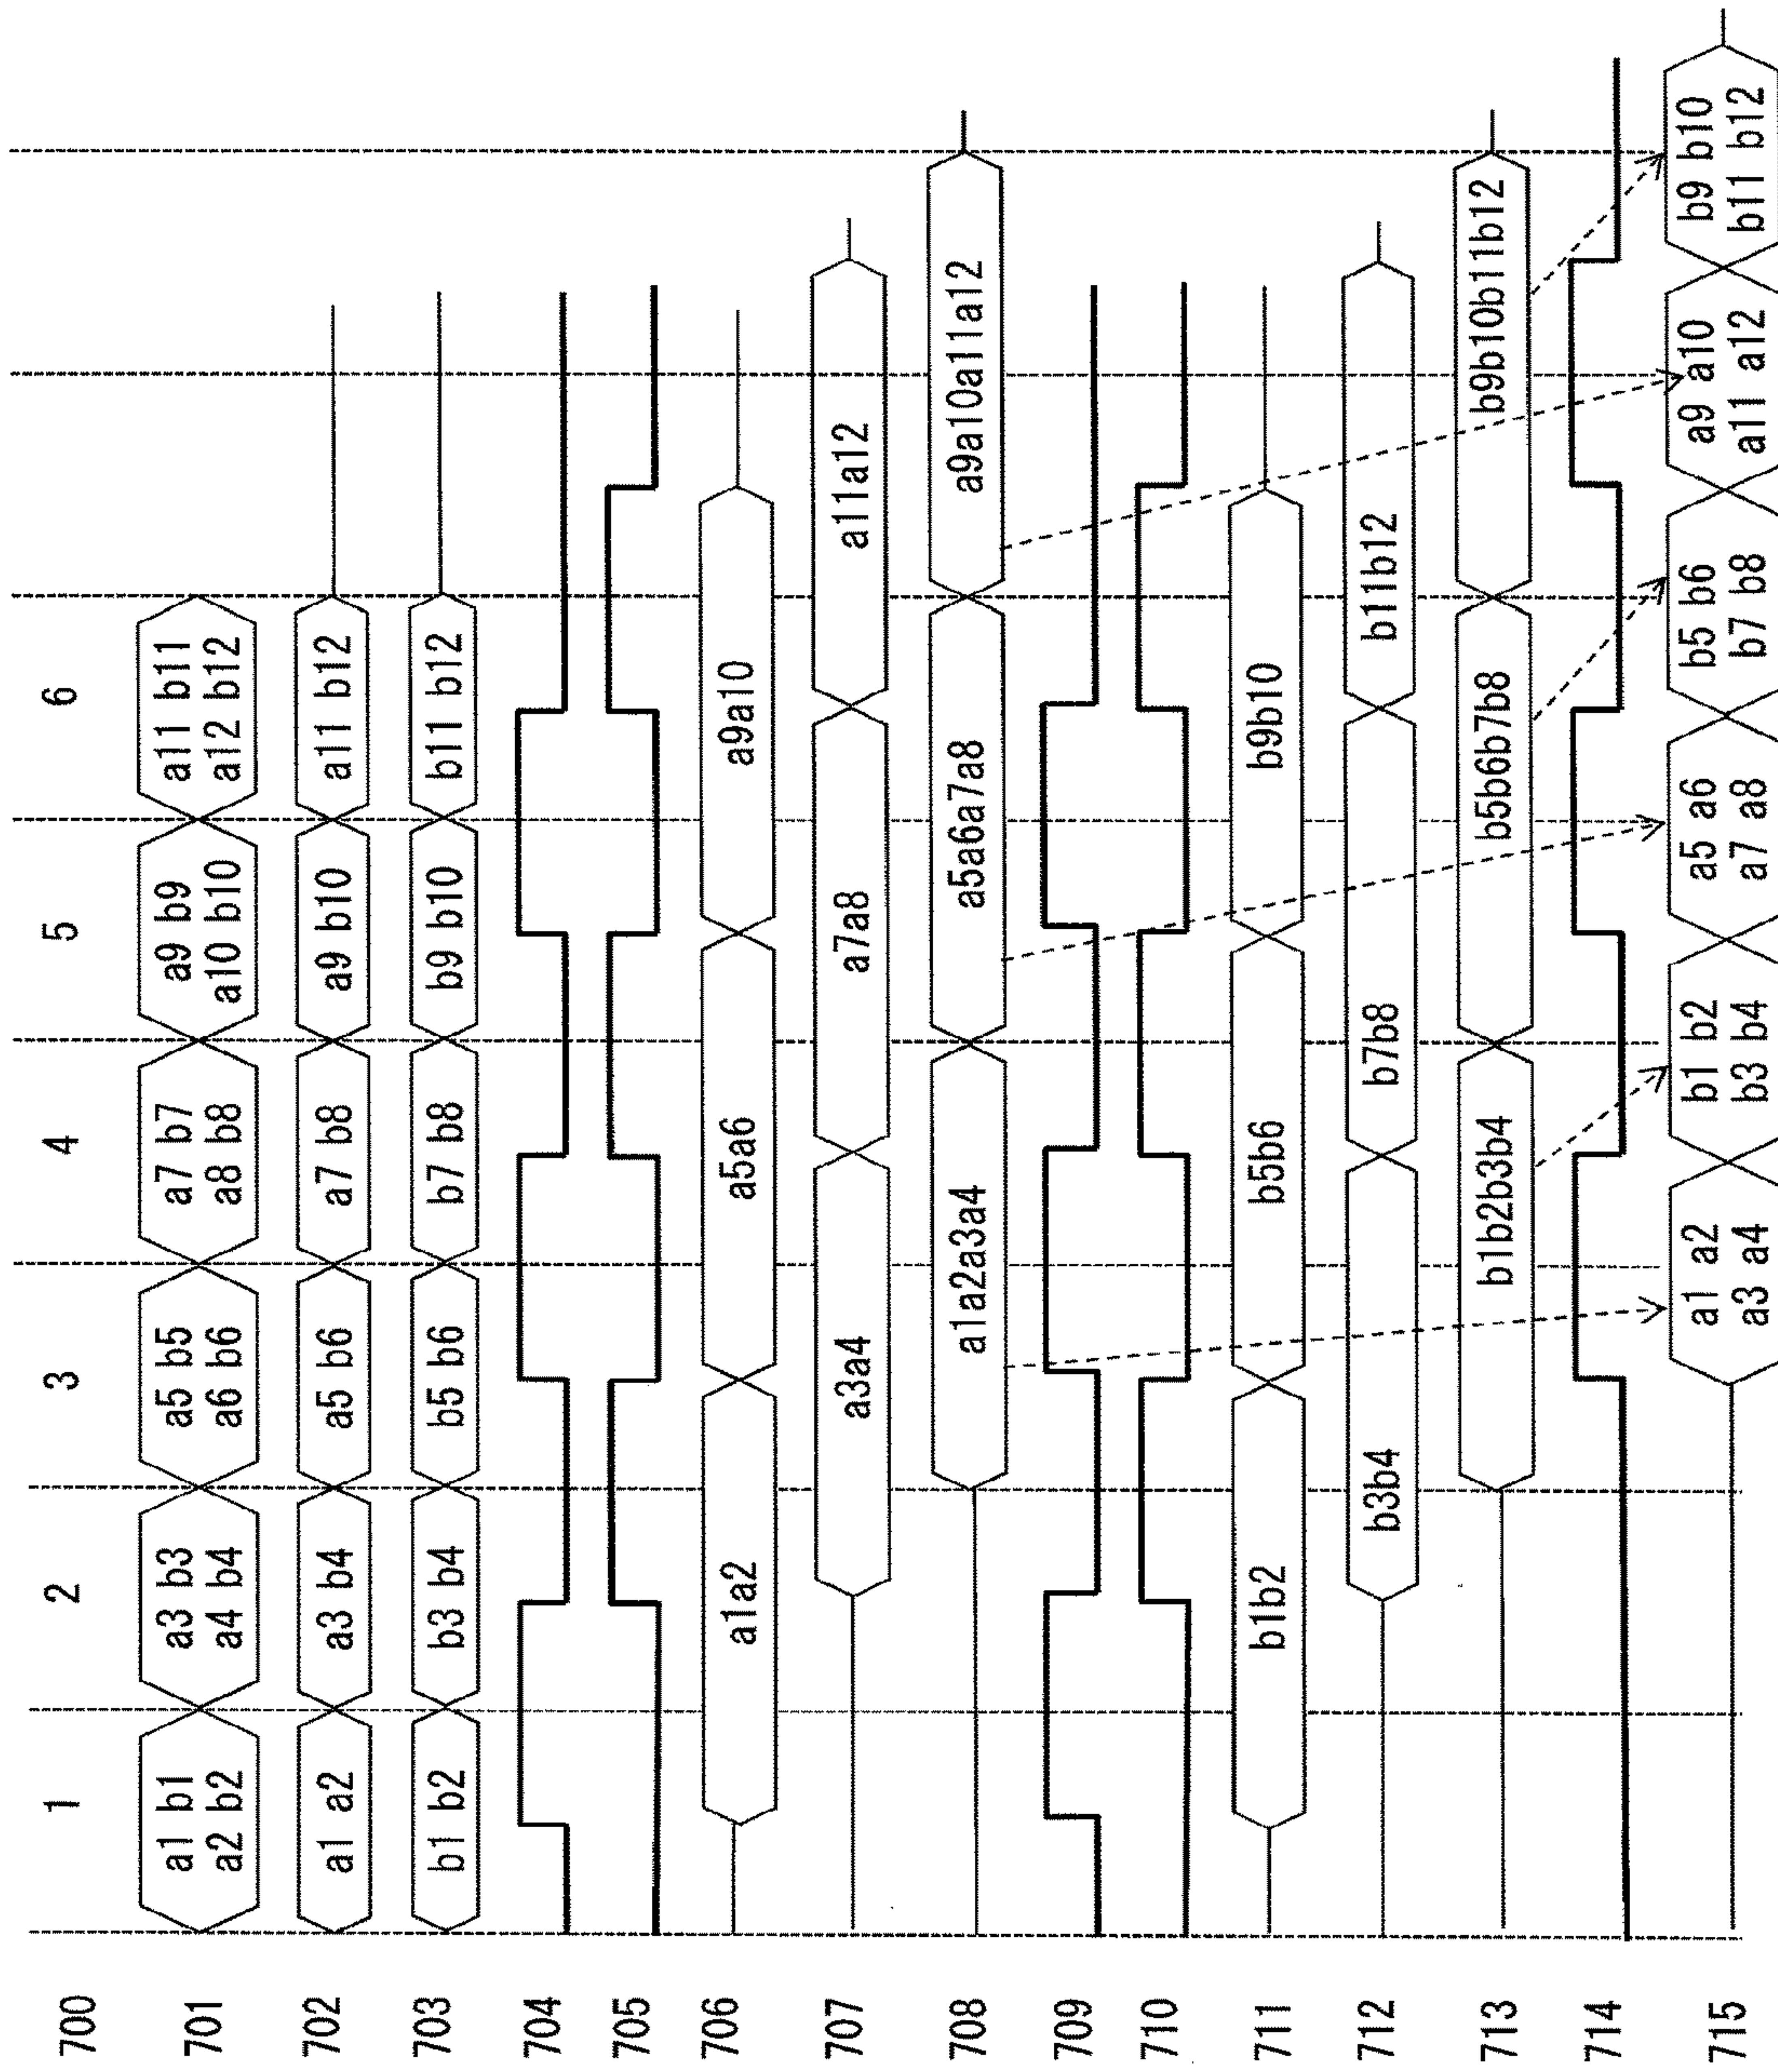 700 1 2 3 4 5 6
701
a1 b1
a2 b2
a3 b3
a4 b4
a5 b5
a6 b6
a7 b7
a8 b8
a9 b9
a10 b10
a11 b11
a12 b12
702 a1 a2 a3 b4 a5 b6 a7 b8 a9 b10 a11 b12
703 b1 b2 b3 b4 b5 b6 b7 b8 b9 b10 b11 b12
704
705
706 a1a2 a5a6 a9a10
707 a3a4 a7a8 a11a12
708 a1a2a3a4 a5a6a7a8 a9a10a11a12
709
710
711 b1b2 b5b6 b9b10
712 b3b4 b7b8 b11b12
713 b1b2b3b4 b5b6b7b8 b9b10b11b12
714
715
a1 a2
a3 a4
b1 b2
b3 b4
a5 a6
a7 a8
b5 b6
b7 b8
a9 a10
a11 a12
b9 b10
b11 b12